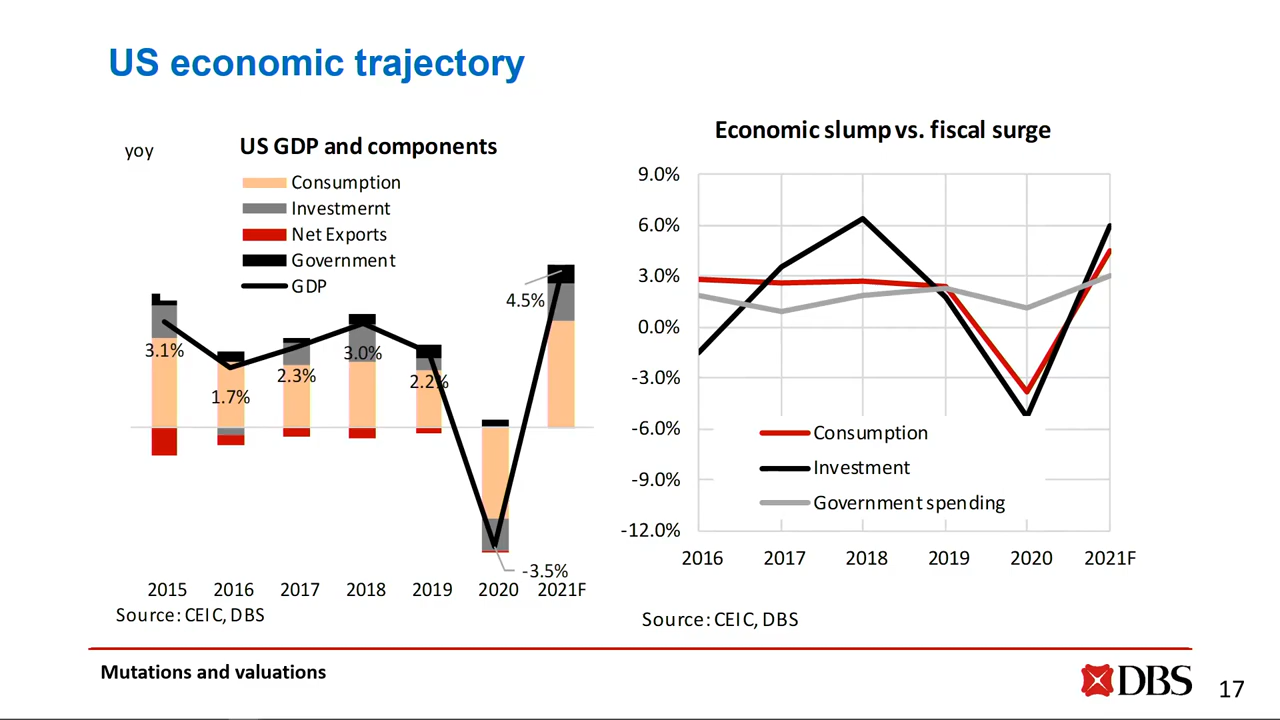 US economic trajectory
yoy
US GDP and components
Consumption
Investmernt
Net Exports
Government
GDP
3.1%
1.7%
2.3%
3.0%
2.2%
4.5%
-3.5%
2015 2016 2017 2018 2019 2020 2021F
Source: CEIC, DBS
Economic slump vs. fiscal surge
9.0%
6.0%
3.0%
0.0%
-3.0%
-6.0%
-9.0%
-12.0%
Consumption
Investment
Government spending
2016 2017 2018 2019 2020 2021F
Source: CEIC, DBS
Mutations and valuations
DBS
17